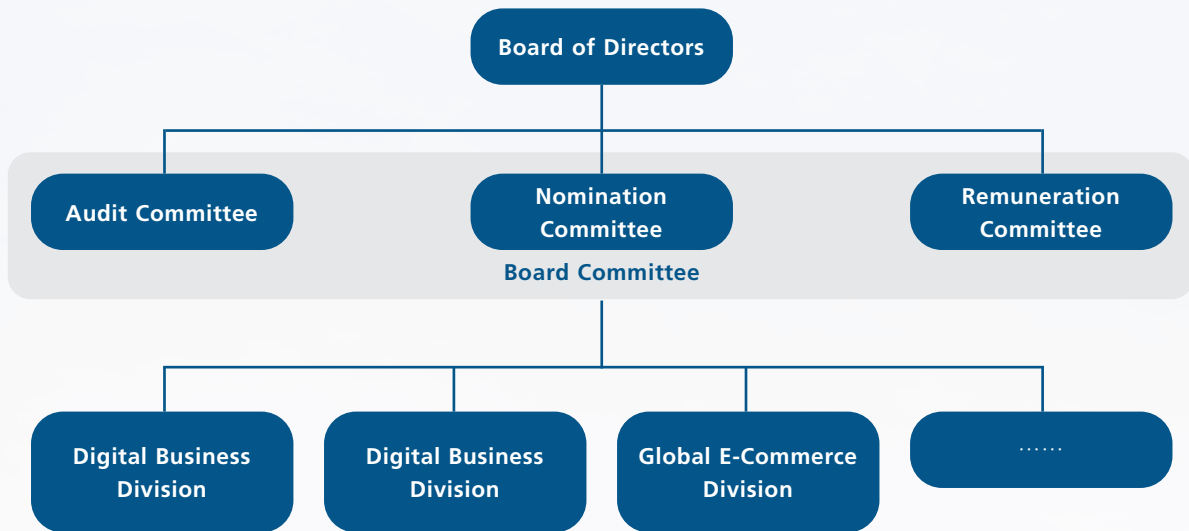 Board of Directors
Audit Committee
Nomination
Committee
Remuneration
Committee
Board Committee
Digital Business
Division
Digital Business
Division
Global E-Commerce
Division
......